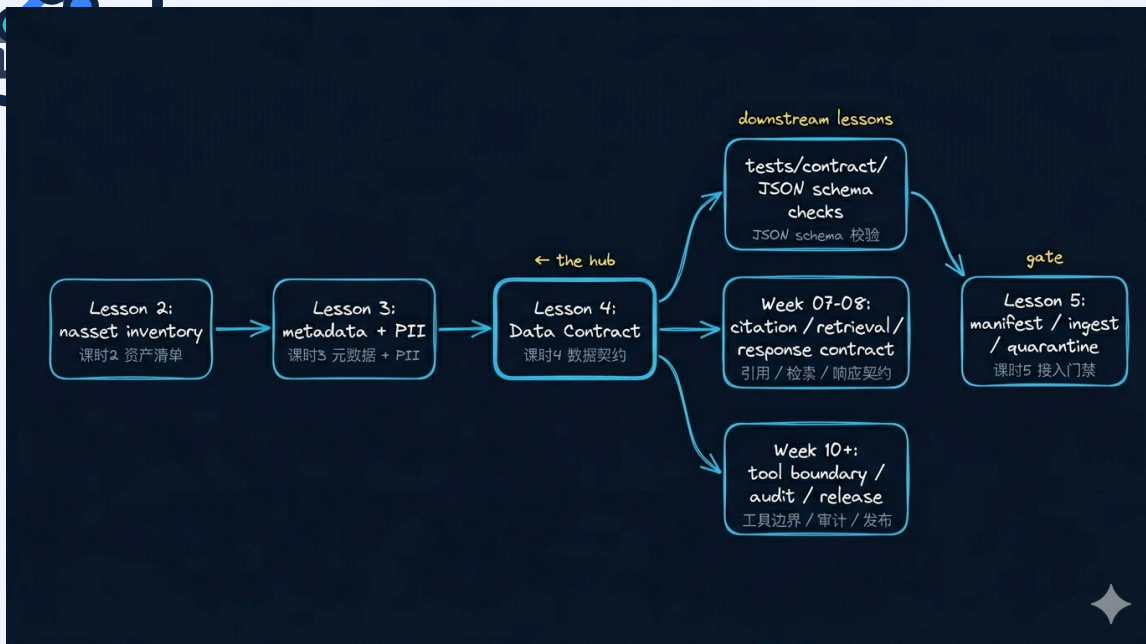 downstream lessons
tests/contract/
JSON schema
checks
JSON schema 校验
← the hub
gate
Lesson 2:
nasset inventory
课时2 资产清单
Lesson 3:
metadata + PII
课时3 元数据 + PII
Lesson 4:
Data Contract
课时4 数据契约
Week 07-08:
citation / retrieval /
response contract
引用 / 检索 / 响应契约
Lesson 5:
manifest / ingest
/ quarantine
课时5 接入门禁
Week 10+:
tool boundary /
audit / release
工具边界 / 审计 / 发布